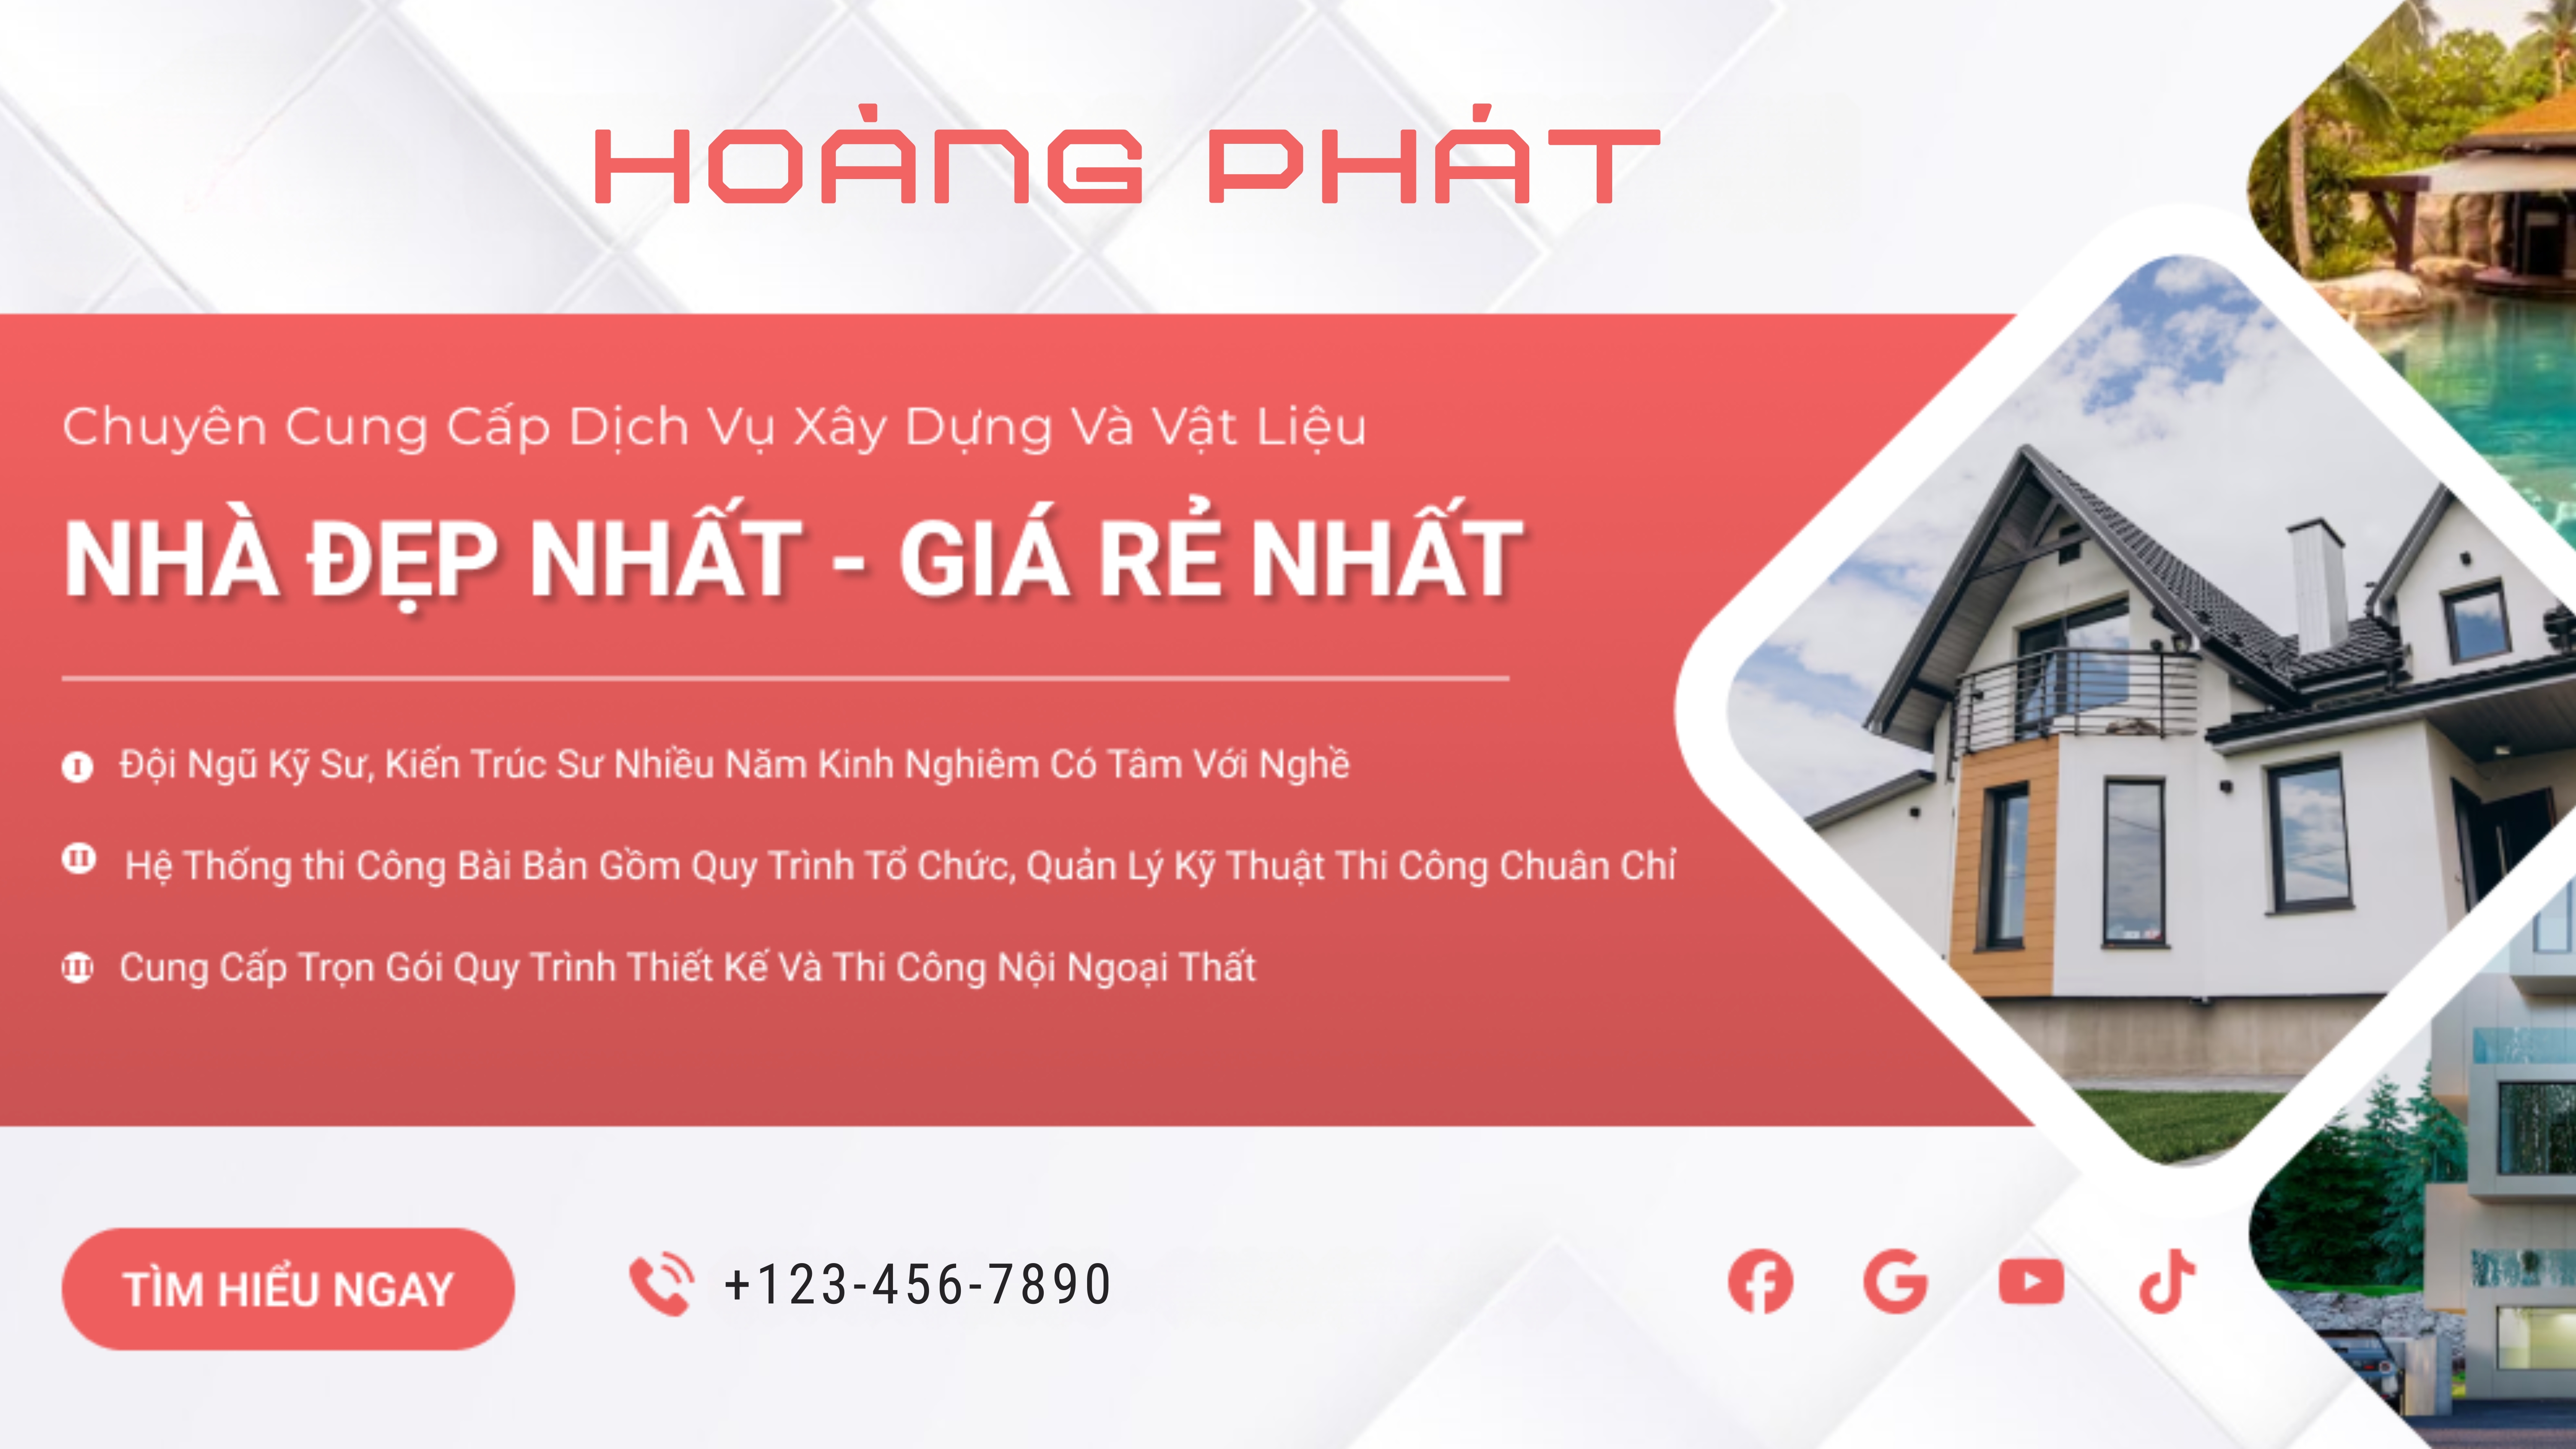 HOÀNG PHÁT
Chuyên Cung Cấp Dịch Vụ Xây Dựng Và Vật Liệu
NHÀ ĐẸP NHẤT - GIÁ RẺ NHẤT
I Đội Ngũ Kỹ Sư, Kiến Trúc Sư Nhiều Năm Kinh Nghiêm Có Tâm Với Nghề
II Hệ Thống thi Công Bài Bản Gồm Quy Trình Tổ Chức, Quản Lý Kỹ Thuật Thi Công Chuân Chỉ
III Cung Cấp Trọn Gói Quy Trình Thiết Kế Và Thi Công Nội Ngoại Thất
TÌM HIỂU NGAY
+123-456-7890